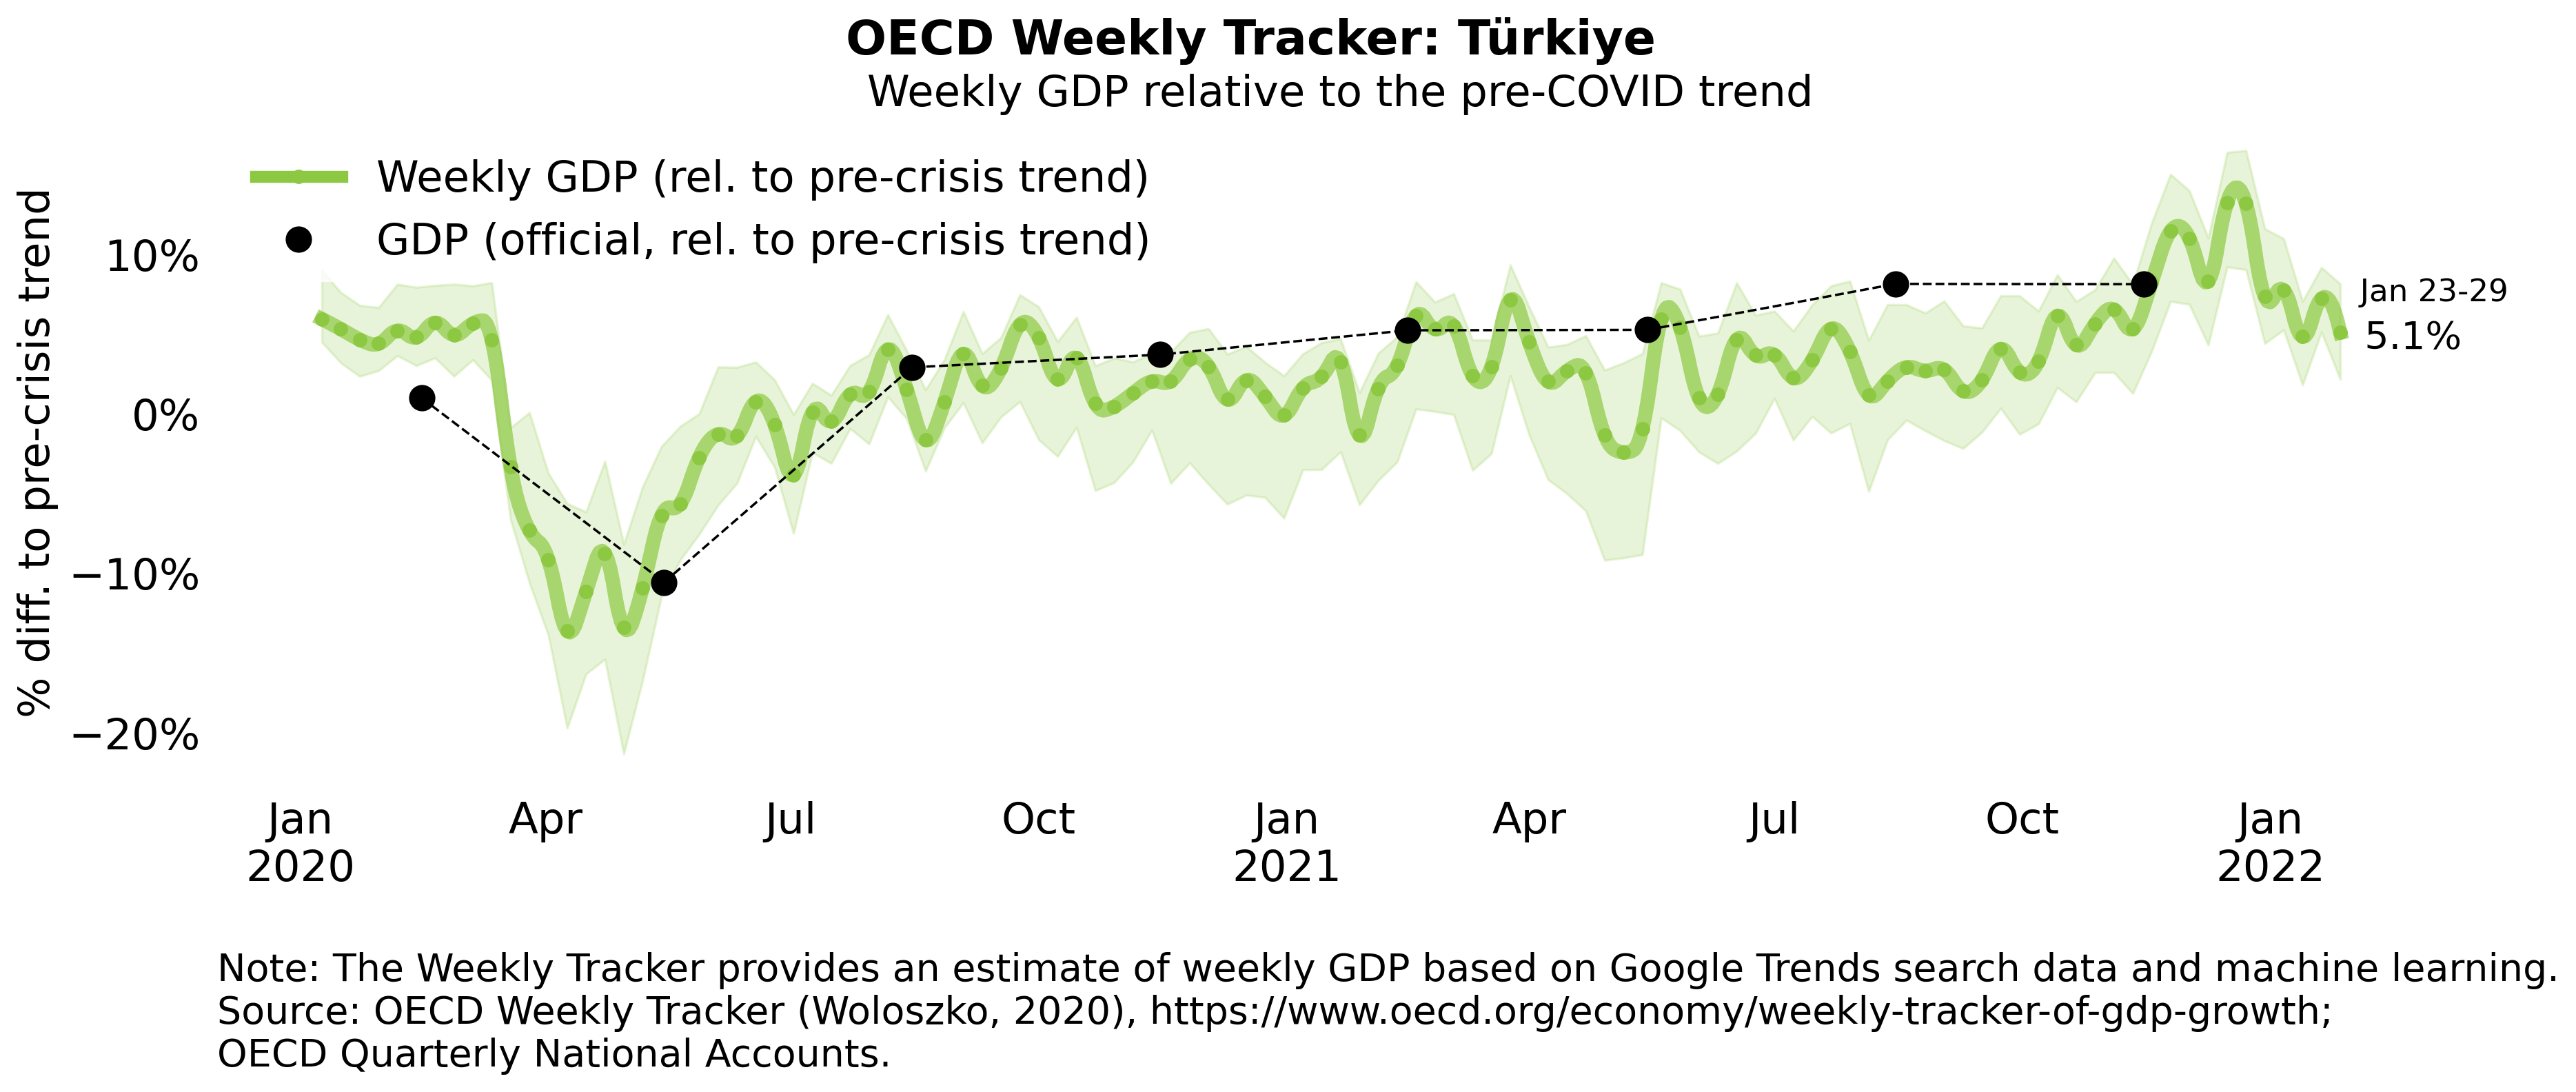 OECD Weekly Tracker: Türkiye
Weekly GDP relative to the pre-COVID trend
Weekly GDP (rel. to pre-crisis trend)
GDP (official, rel. to pre-crisis trend)
% diff. to pre-crisis trend
10%
0%
−10%
−20%
Jan 23-29
5.1%
Jan Apr Jul Oct Jan Apr Jul Oct Jan
2020 2021 2022
Note: The Weekly Tracker provides an estimate of weekly GDP based on Google Trends search data and machine learning.
Source: OECD Weekly Tracker (Woloszko, 2020), https://www.oecd.org/economy/weekly-tracker-of-gdp-growth;
OECD Quarterly National Accounts.